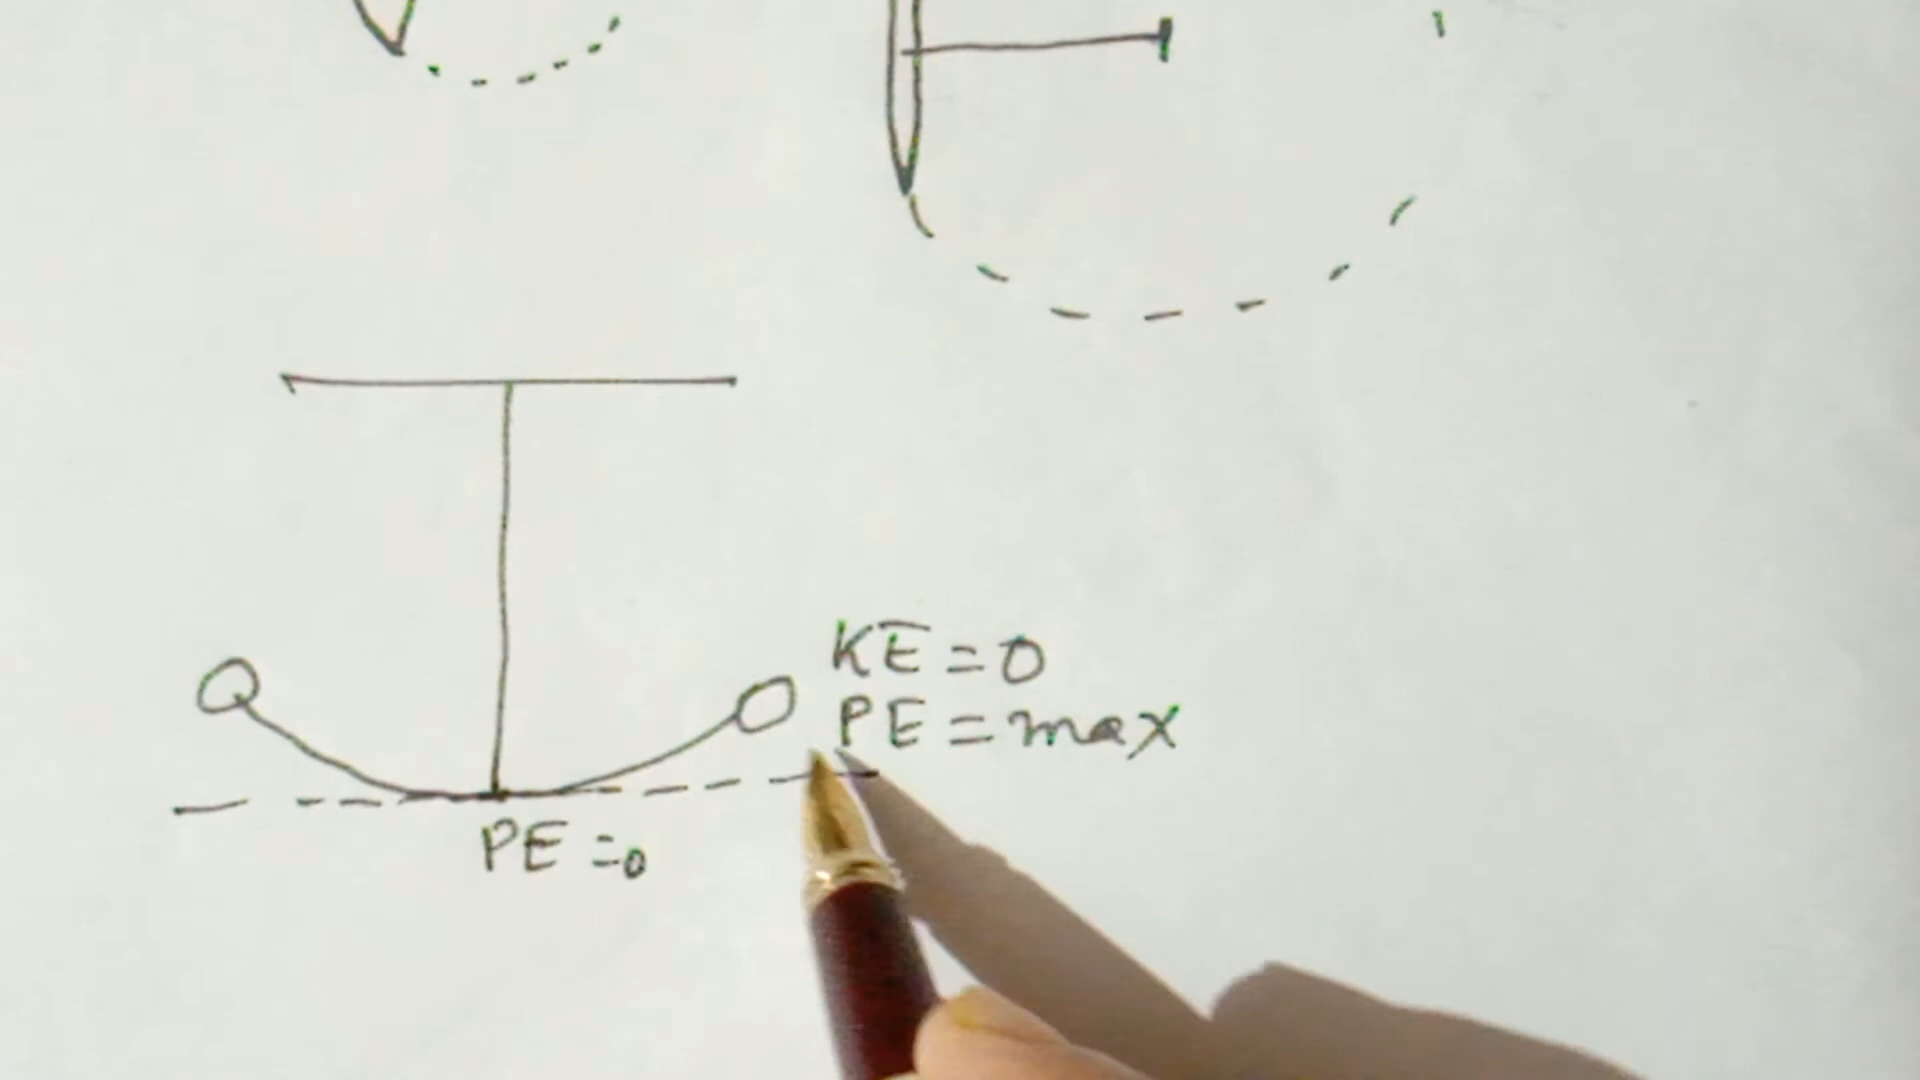 KE = 0
PE = max
PE = 0